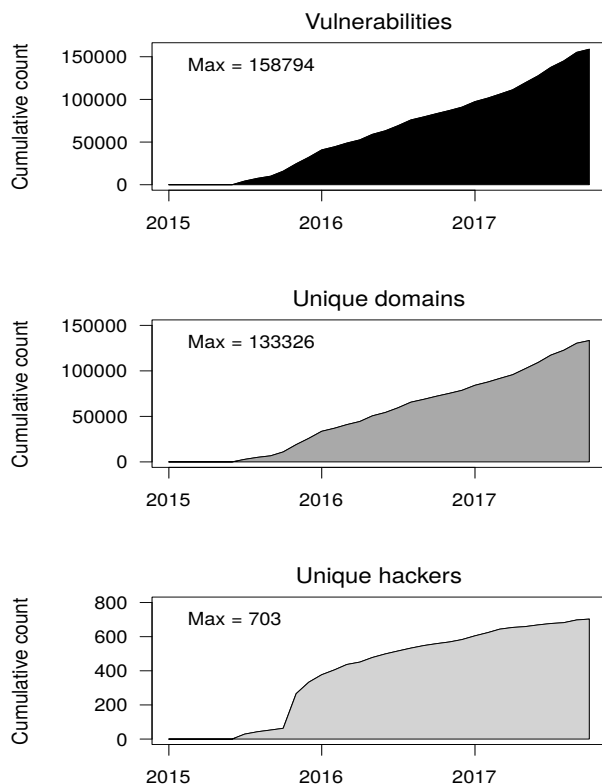 Vulnerabilities
Cumulative count
150000
100000
50000
0
Max = 158794
2015 2016 2017
Unique domains
Cumulative count
150000
100000
50000
0
Max = 133326
2015 2016 2017
Unique hackers
Cumulative count
800
600
400
200
0
Max = 703
2015 2016 2017